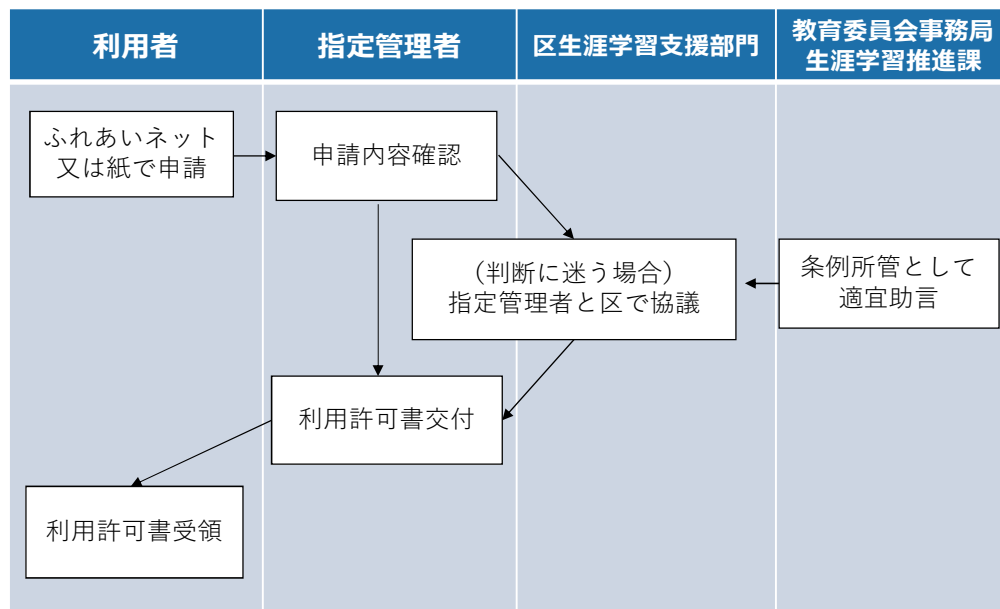 利用者
指定管理者
区生涯学習支援部門
教育委員会事務局
生涯学習推進課
ふれあいネット
又は紙で申請
申請内容確認
（判断に迷う場合）
指定管理者と区で協議
条例所管として
適宜助言
利用許可書交付
利用許可書受領